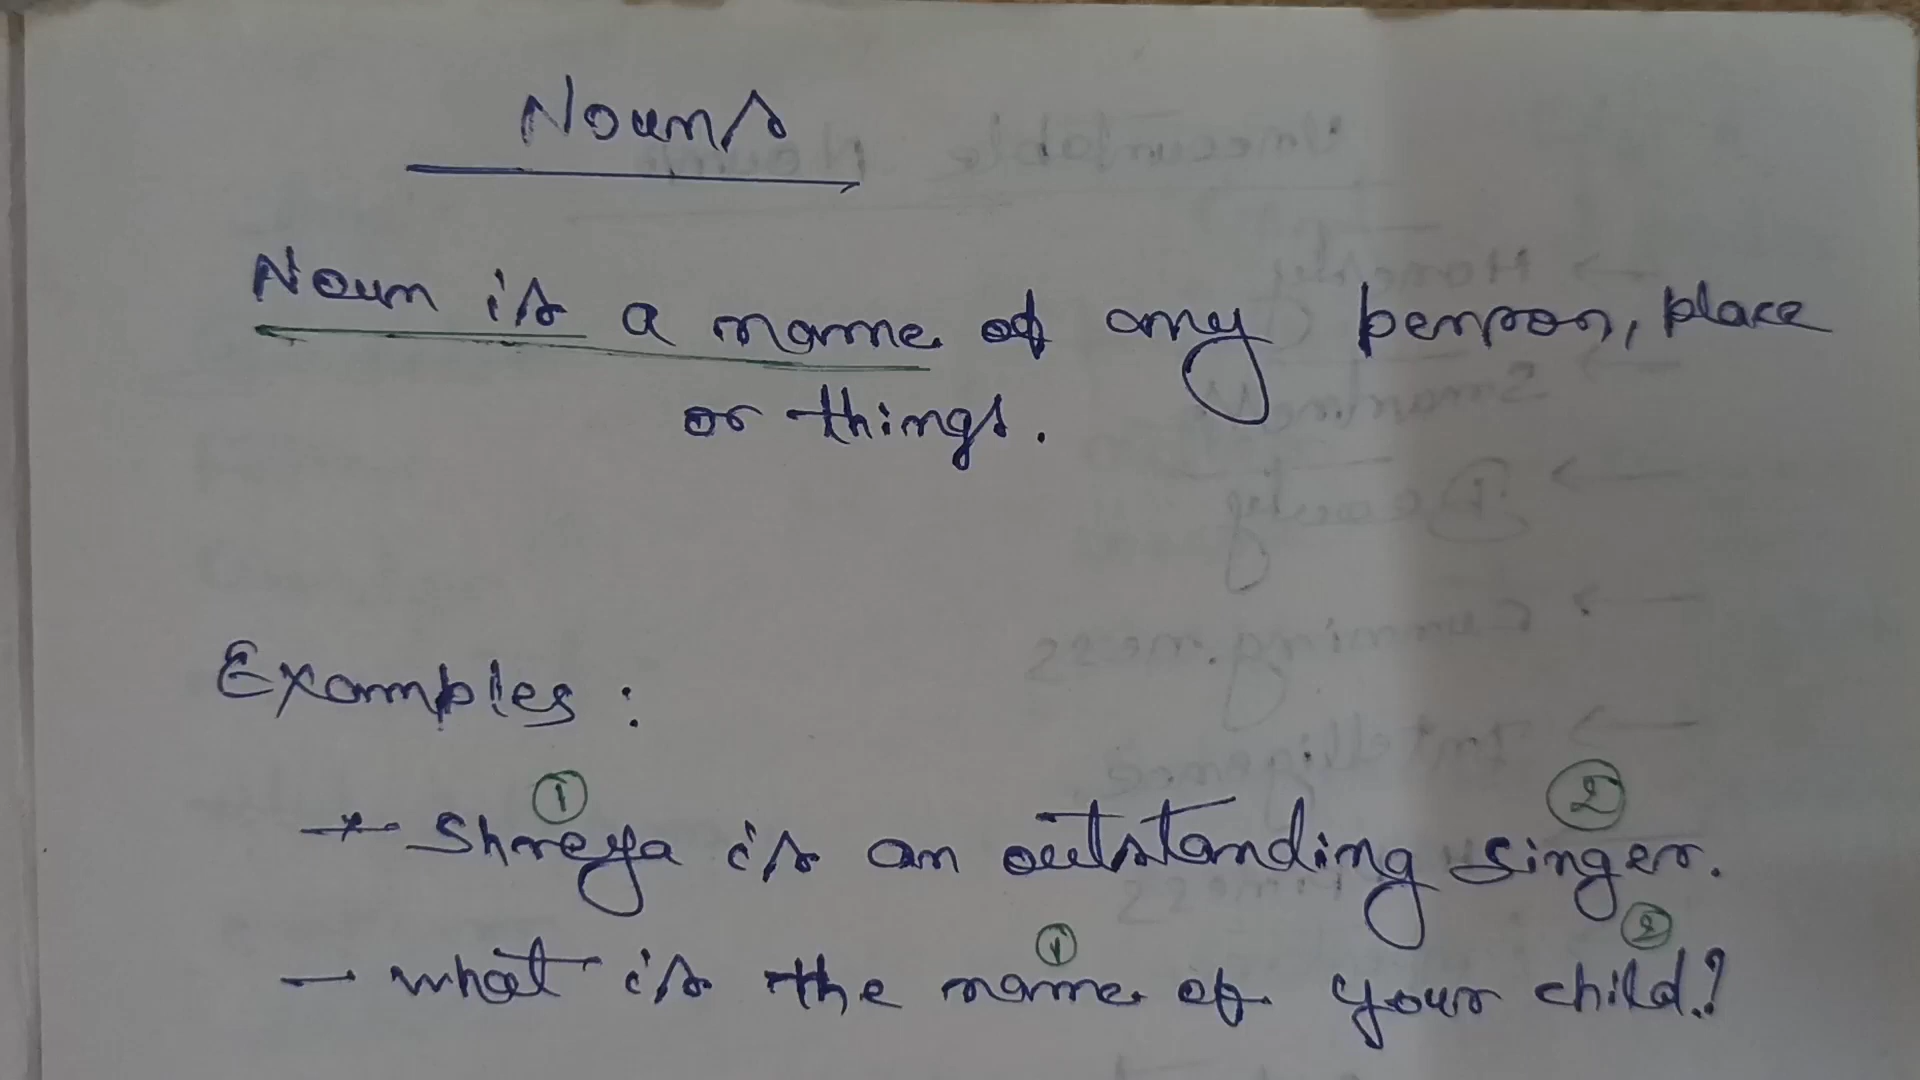 Nouns
Noun is a name of any person, place
or things.
Examples :
① ②
→ Shreya is an outstanding singer.
① ②
— what is the name of your child?